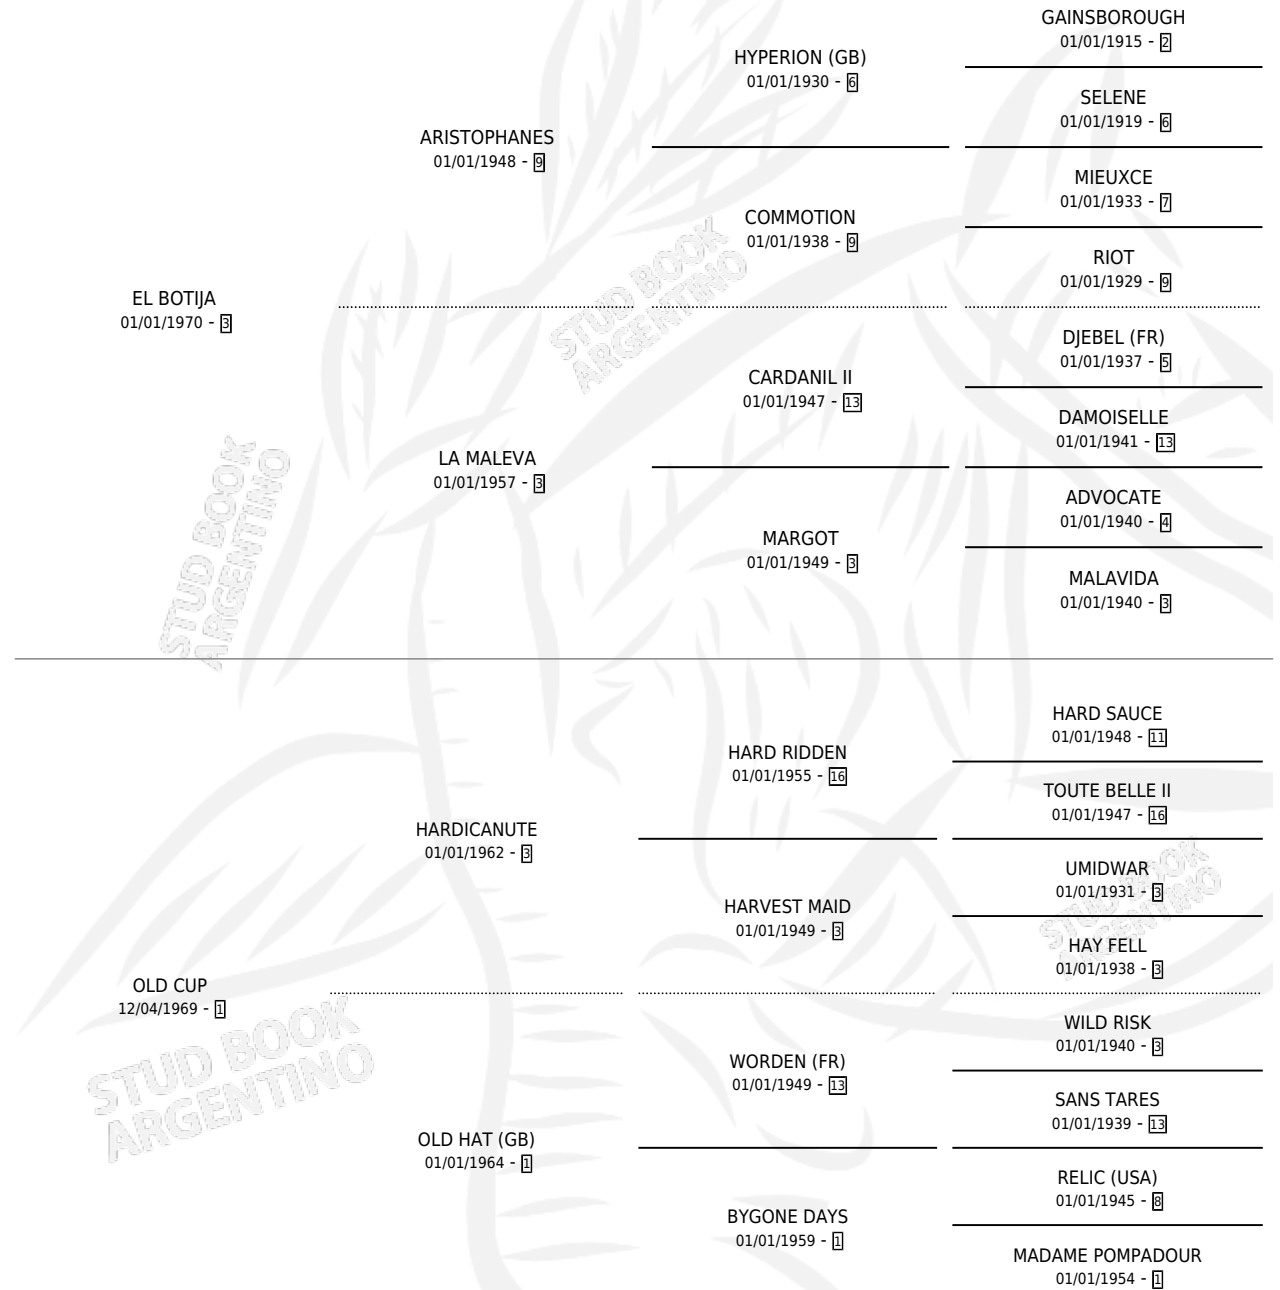 GAINSBOROUGH
01/01/1915 - 2
HYPERION (GB)
01/01/1930 - 6
SELENE
01/01/1919 - 6
ARISTOPHANES
01/01/1948 - 9
MIEUXCE
01/01/1933 - 7
COMMOTION
01/01/1938 - 9
RIOT
01/01/1929 - 9
EL BOTIJA
01/01/1970 - 3
DJEBEL (FR)
01/01/1937 - 5
CARDANIL II
01/01/1947 - 13
DAMOISELLE
01/01/1941 - 13
LA MALEVA
01/01/1957 - 3
ADVOCATE
01/01/1940 - 4
MARGOT
01/01/1949 - 3
MALAVIDA
01/01/1940 - 3
HARD SAUCE
01/01/1948 - 11
HARD RIDDEN
01/01/1955 - 16
TOUTE BELLE II
01/01/1947 - 16
HARDICANUTE
01/01/1962 - 3
UMIDWAR
01/01/1931 - 3
HARVEST MAID
01/01/1949 - 3
HAY FELL
01/01/1938 - 3
OLD CUP
12/04/1969 - 1
WILD RISK
01/01/1940 - 3
WORDEN (FR)
01/01/1949 - 13
SANS TARES
01/01/1939 - 13
OLD HAT (GB)
01/01/1964 - 1
RELIC (USA)
01/01/1945 - 8
BYGONE DAYS
01/01/1959 - 1
MADAME POMPADOUR
01/01/1954 - 1
STUD BOOK
ARGENTINO
STUD BOOK
ARGENTINO
STUD BOOK
ARGENTINO
STUD BOOK
ARGENTINO